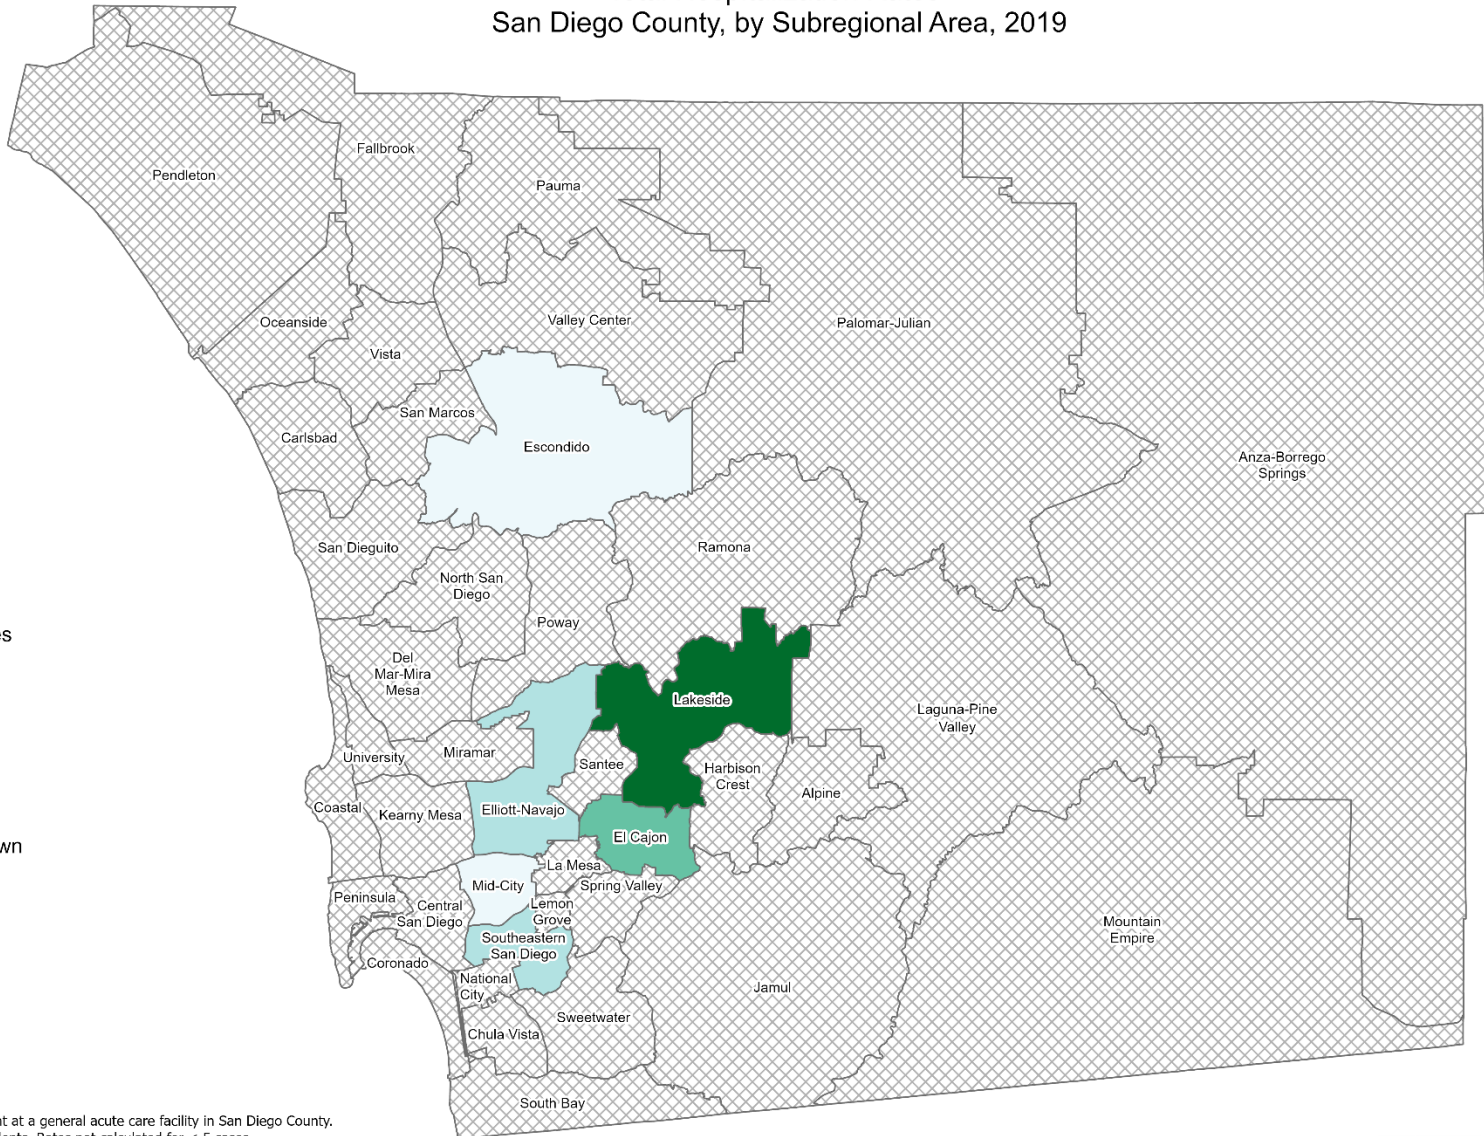 San Diego County, by Subregional Area, 2019
Pendleton
Fallbrook
Pauma
Oceanside
Vista
Valley Center
Palomar-Julian
San Marcos
Carlsbad
Escondido
Anza-Borrego
Springs
San Dieguito
North San
Diego
Ramona
Poway
Del
Mar-Mira
Mesa
Lakeside
Laguna-Pine
Valley
University
Miramar
Santee
Harbison
Crest
Alpine
Coastal
Kearny Mesa
Elliott-Navajo
El Cajon
La Mesa
Mid-City
Spring Valley
Peninsula
Central
San Diego
Lemon
Grove
Southeastern
San Diego
Mountain
Empire
Coronado
National
City
Jamul
Sweetwater
Chula Vista
South Bay
at a general acute care facility in San Diego County.